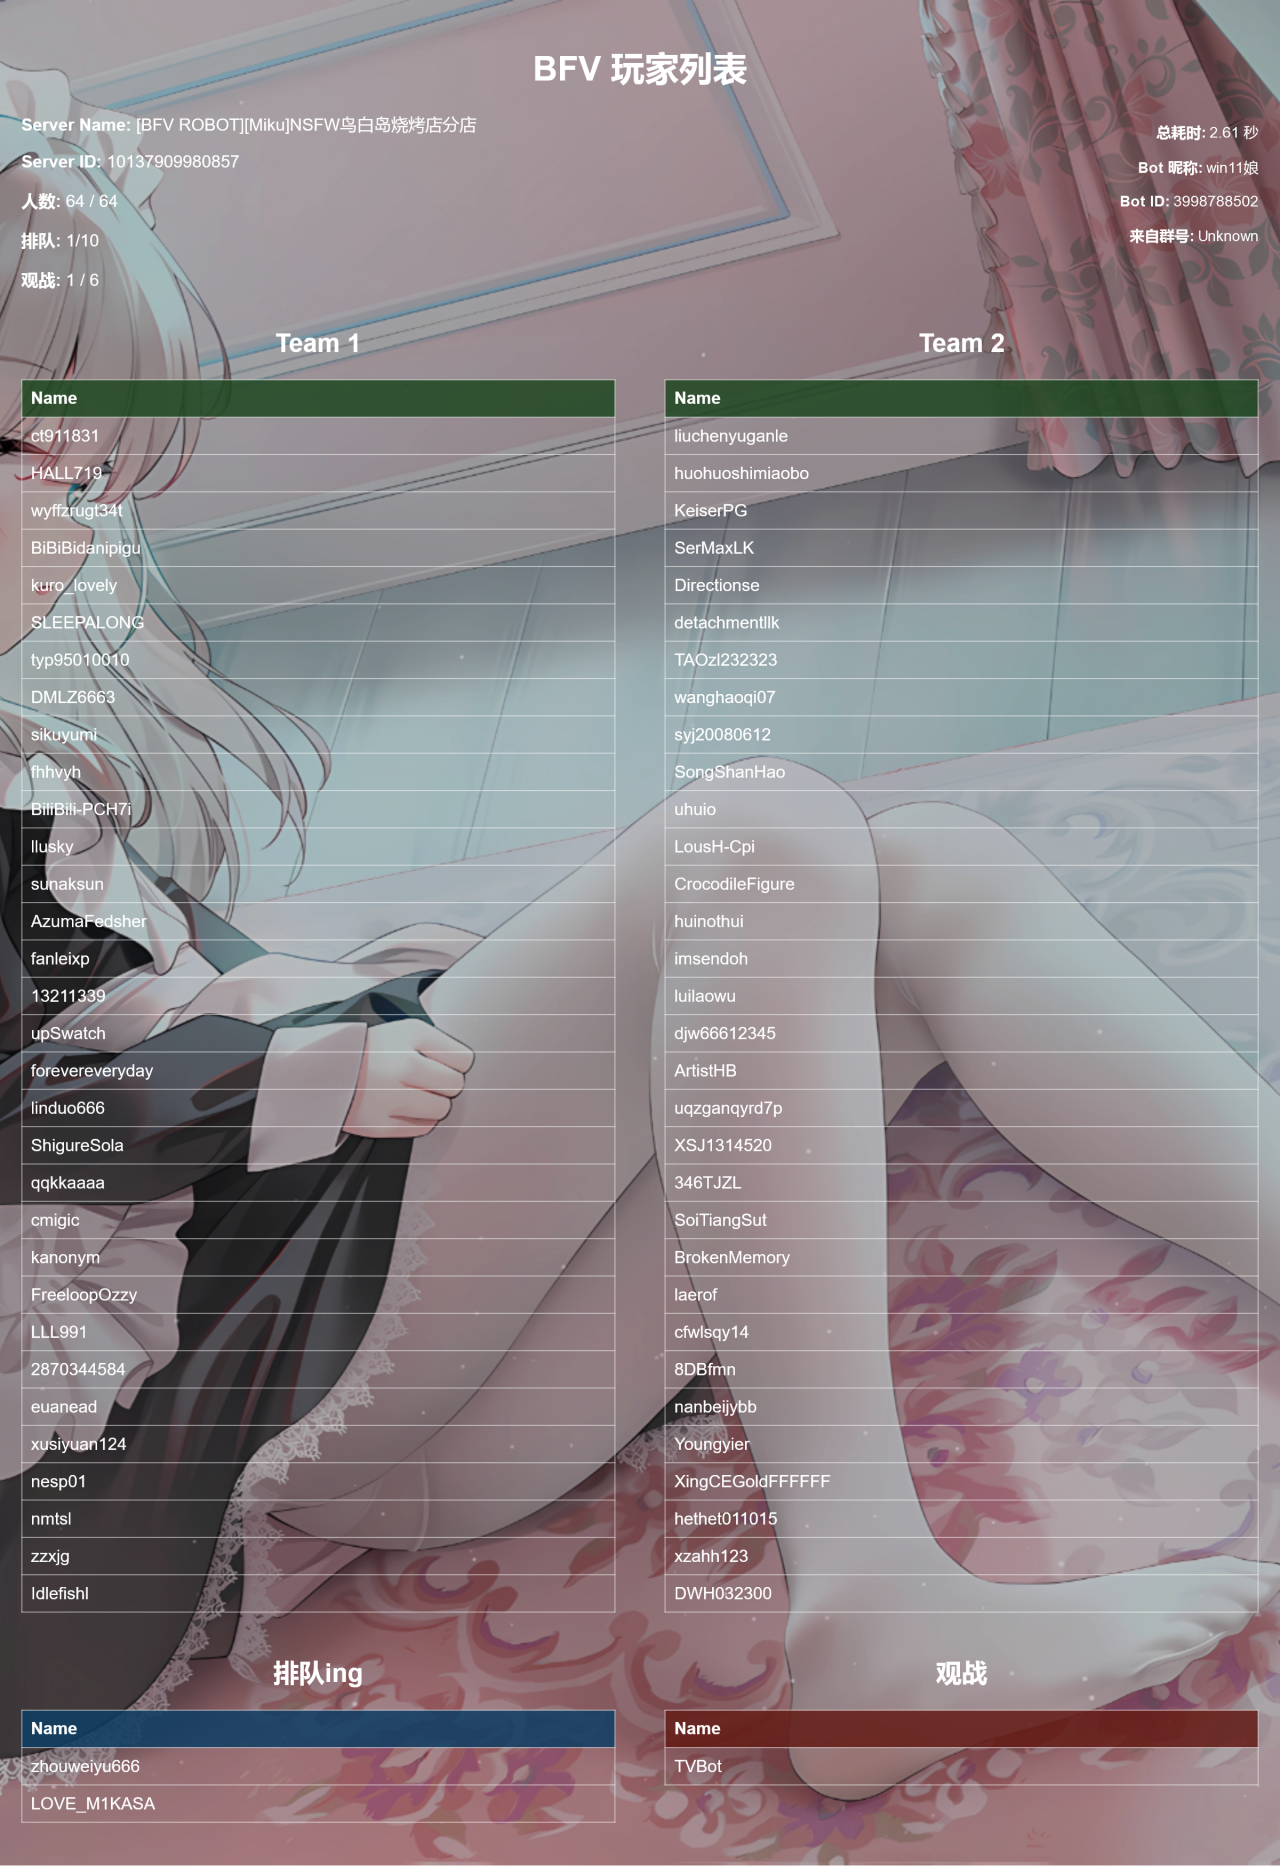 BFV 玩家列表
Server Name: [BFV ROBOT][Miku]NSFW鸟白岛烧烤店分店
Server ID: 10137909980857
人数: 64 / 64
排队: 1/10
观战: 1 / 6
总耗时: 2.61 秒
Bot 昵称: win11娘
Bot ID: 3998788502
来自群号: Unknown
Team 1
Name
ct911831
HALL719
wyffzrugt34t
BiBiBidanipigu
kuro_lovely
SLEEPALONG
typ95010010
DMLZ6663
sikuyumi
fhhvyh
BiliBili-PCH7i
llusky
sunaksun
AzumaFedsher
fanleixp
13211339
upSwatch
forevereveryday
linduo666
ShigureSola
qqkkaaaa
cmigic
kanonym
FreeloopOzzy
LLL991
2870344584
euanead
xusiyuan124
nesp01
nmtsl
zzxjg
Idlefishl
Team 2
Name
liuchenyuganle
huohuoshimiaobo
KeiserPG
SerMaxLK
Directionse
detachmentllk
TAOzl232323
wanghaoqi07
syj20080612
SongShanHao
uhuio
LousH-Cpi
CrocodileFigure
huinothui
imsendoh
luilaowu
djw66612345
ArtistHB
uqzganqyrd7p
XSJ1314520
346TJZL
SoiTiangSut
BrokenMemory
laerof
cfwlsqy14
8DBfmn
nanbeijybb
Youngyier
XingCEGoldFFFFFF
hethet011015
xzahh123
DWH032300
排队ing
Name
zhouweiyu666
LOVE_M1KASA
观战
Name
TVBot